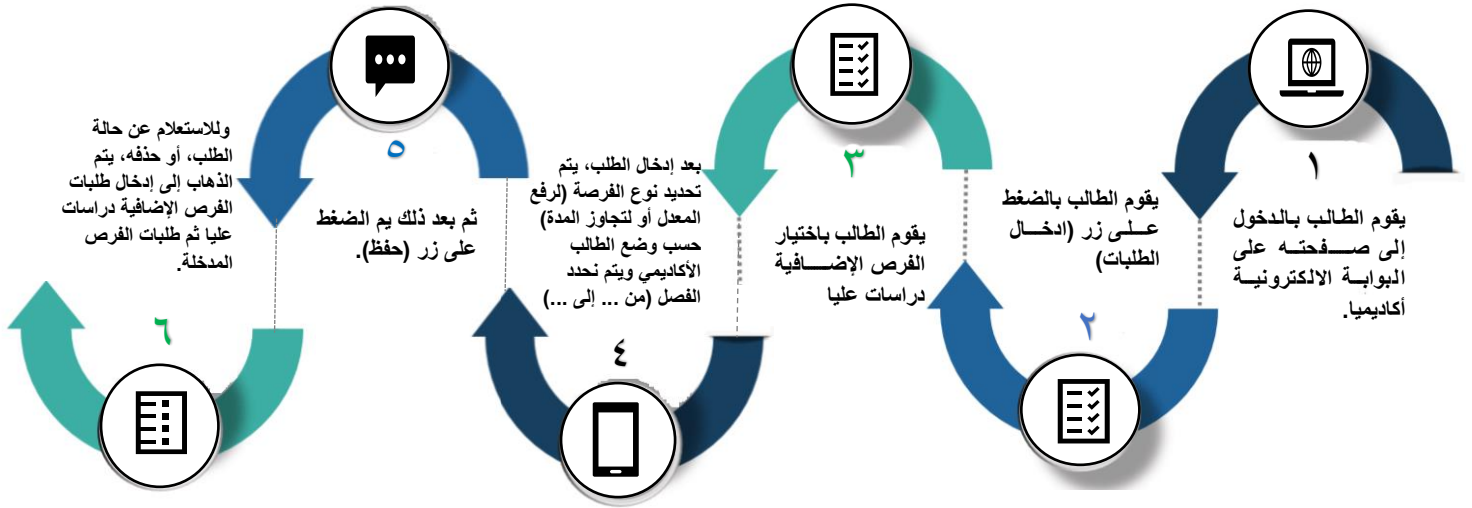 ١
يقوم الطالب بالدخول
إلى صفحته على
البوابة الالكترونية
أكاديميا.
٢
يقوم الطالب بالضغط
على زر (ادخال
الطلبات)
٣
يقوم الطالب باختيار
الفرص الإضافية
دراسات عليا
٤
بعد إدخال الطلب، يتم
تحديد نوع الفرصة (لرفع
المعدل أو لتجاوز المدة)
حسب وضع الطالب
الأكاديمي ويتم نحدد
الفصل (من ... إلى ...)
٥
ثم بعد ذلك يم الضغط
على زر (حفظ).
٦
وللاستعلام عن حالة
الطلب، أو حذفه، يتم
الذهاب إلى إدخال طلبات
الفرص الإضافية دراسات
عليا ثم طلبات الفرص
المدخلة.